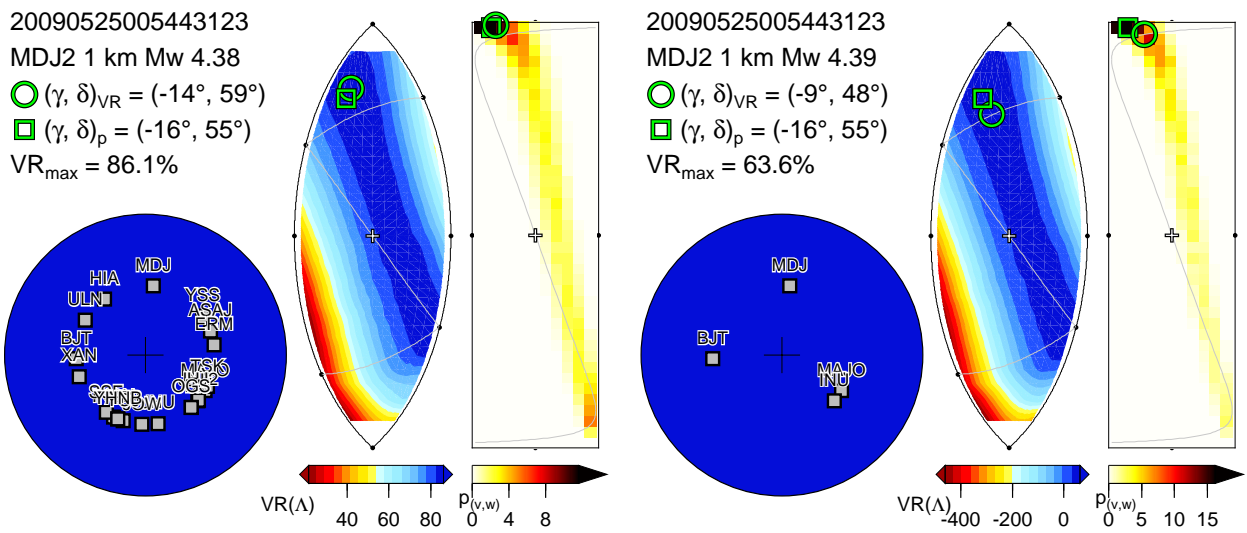 20090525005443123
MDJ2 1 km Mw 4.38
(γ, δ)VR = (-14°, 59°)
(γ, δ)p = (-16°, 55°)
VRmax = 86.1%
MDJ
HIA
YSS
ULN
ASAJ
ERM
BJT
XAN
TSK
OGS
YHNB
VR(Λ)
40 60 80
p(v,w)
0 4 8
20090525005443123
MDJ2 1 km Mw 4.39
(γ, δ)VR = (-9°, 48°)
(γ, δ)p = (-16°, 55°)
VRmax = 63.6%
MDJ
BJT
MAJO
INU
VR(Λ)
-400 -200 0
p(v,w)
0 5 10 15